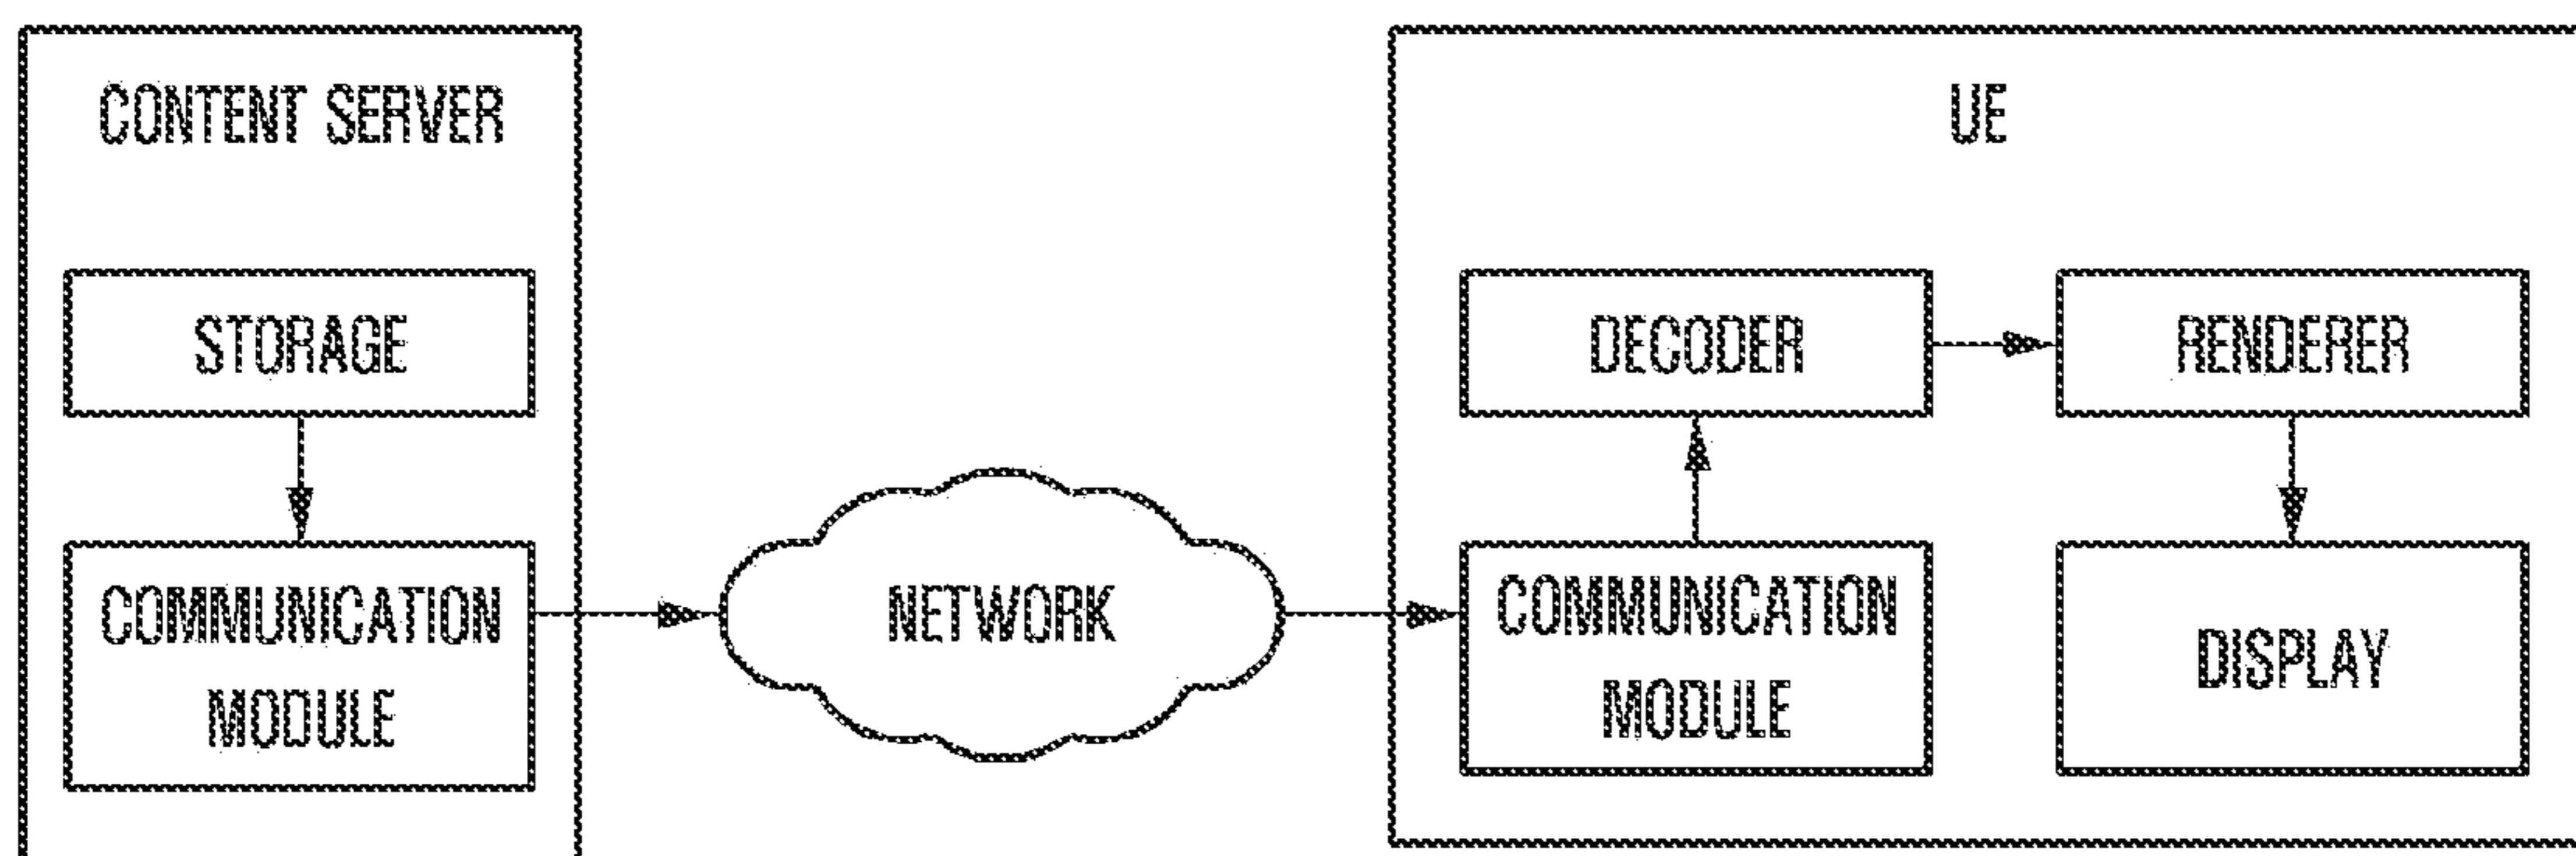 CONTENT SERVER
STORAGE
COMMUNICATION
MODULE
NETWORK
UE
DECODER
RENDERER
COMMUNICATION
MODULE
DISPLAY